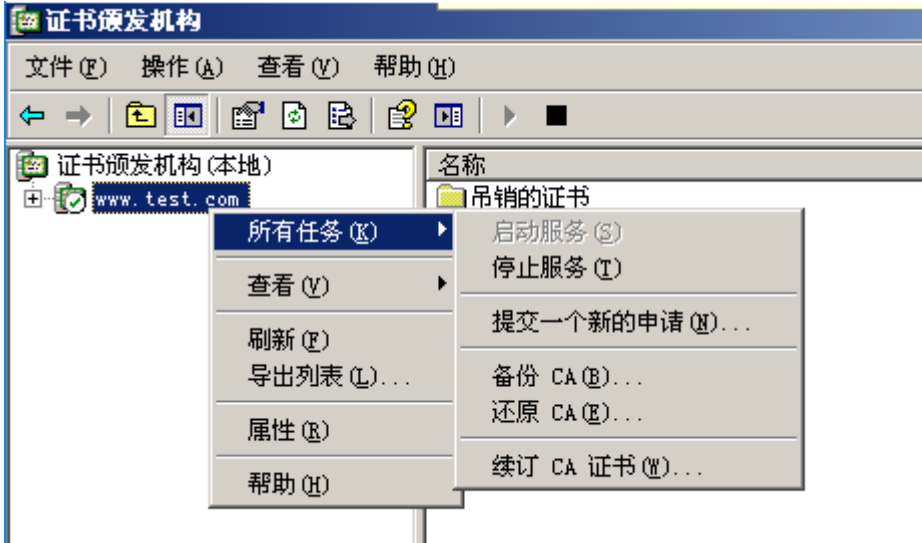 证书颁发机构
文件(F) 操作(A) 查看(V) 帮助(H)
证书颁发机构(本地)
www.test.com
名称
吊销的证书
所有任务(K)
查看(V)
刷新(F)
导出列表(L)...
属性(R)
帮助(H)
启动服务(S)
停止服务(T)
提交一个新的申请(N)...
备份 CA(B)...
还原 CA(E)...
续订 CA 证书(W)...